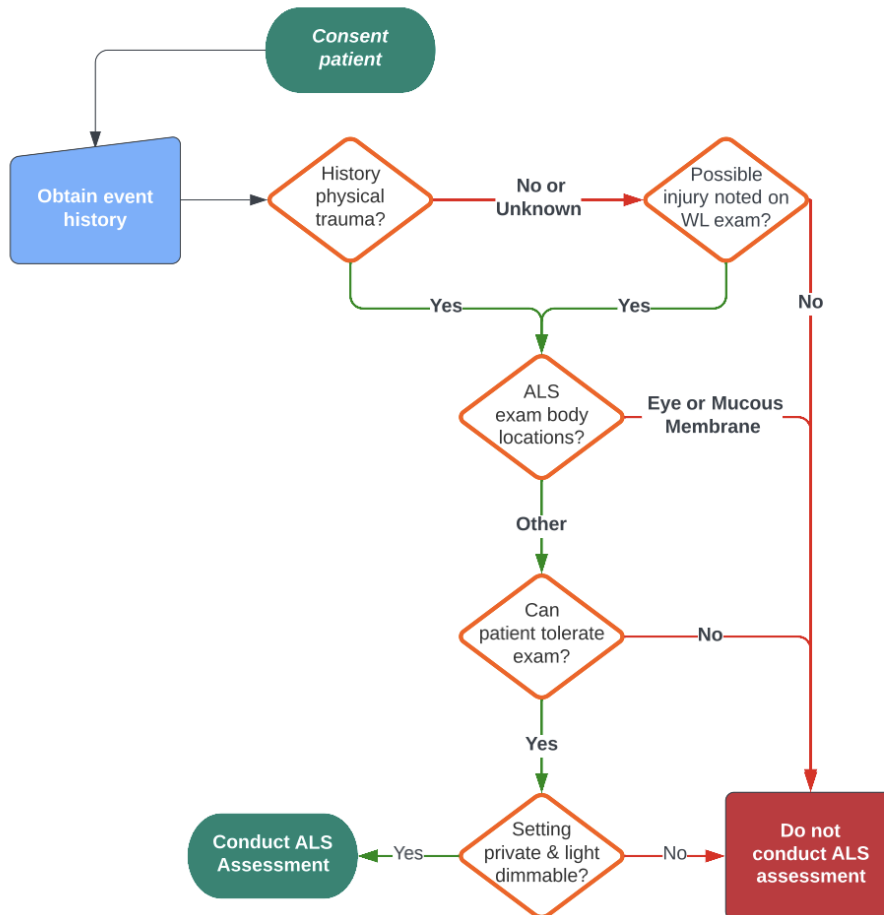 Consent
patient
Obtain event
history
History
physical
trauma?
No or
Unknown
Possible
injury noted on
WL exam?
Yes
Yes
No
ALS
exam body
locations?
Eye or Mucous
Membrane
Other
Can
patient tolerate
exam?
No
Yes
Conduct ALS
Assessment
Yes
Setting
private & light
dimmable?
No
Do not
conduct ALS
assessment